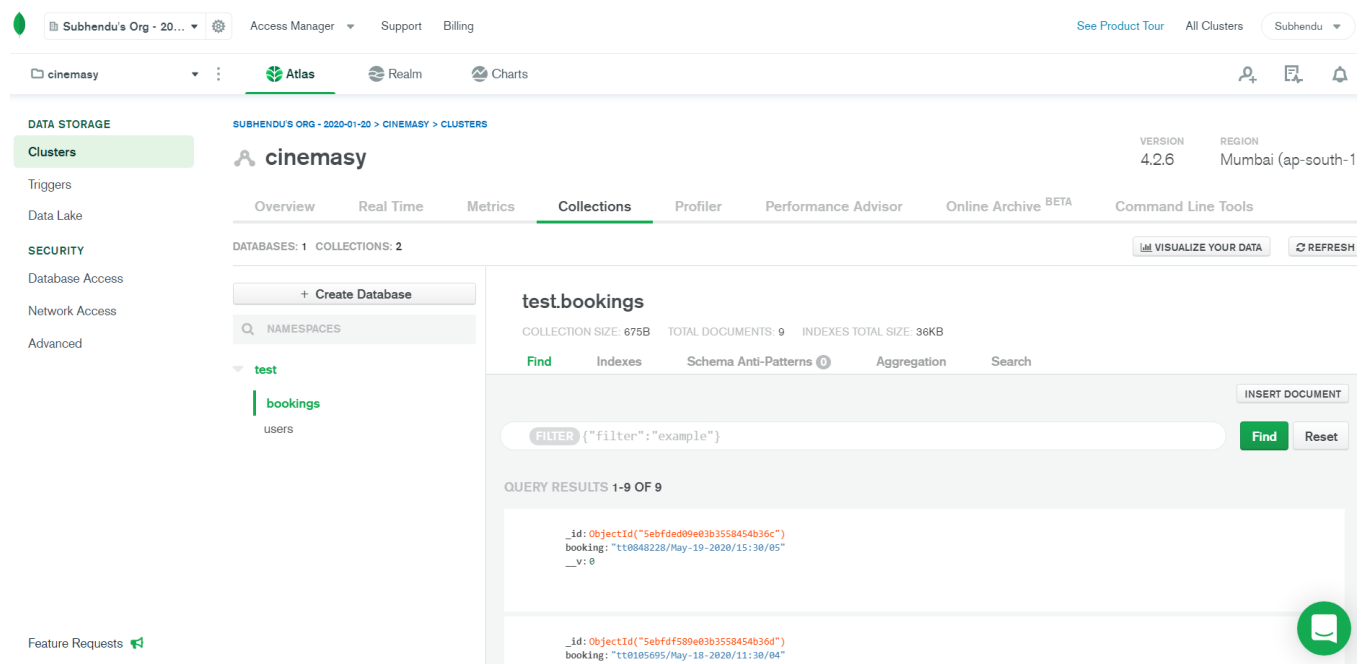 Subhendu's Org - 20... Access Manager Support Billing See Product Tour All Clusters Subhendu
cinemasy Atlas Realm Charts
DATA STORAGE
Clusters
Triggers
Data Lake
SECURITY
Database Access
Network Access
Advanced
Feature Requests
SUBHENDU'S ORG - 2020-01-20 > CINEMASY > CLUSTERS
cinemasy
VERSION
4.2.6
REGION
Mumbai (ap-south-1
Overview Real Time Metrics Collections Profiler Performance Advisor Online Archive BETA Command Line Tools
DATABASES: 1 COLLECTIONS: 2 VISUALIZE YOUR DATA REFRESH
+ Create Database
NAMESPACES
test
bookings
users
test.bookings
COLLECTION SIZE: 675B TOTAL DOCUMENTS: 9 INDEXES TOTAL SIZE: 36KB
Find Indexes Schema Anti-Patterns 0 Aggregation Search
INSERT DOCUMENT
FILTER {"filter":"example"} Find Reset
QUERY RESULTS 1-9 OF 9
_id: ObjectId("5ebfded09e03b3558454b36c")
booking: "tt0848228/May-19-2020/15:30/05"
__v: 0
_id: ObjectId("5ebfdf589e03b3558454b36d")
booking: "tt0105695/May-18-2020/11:30/04"